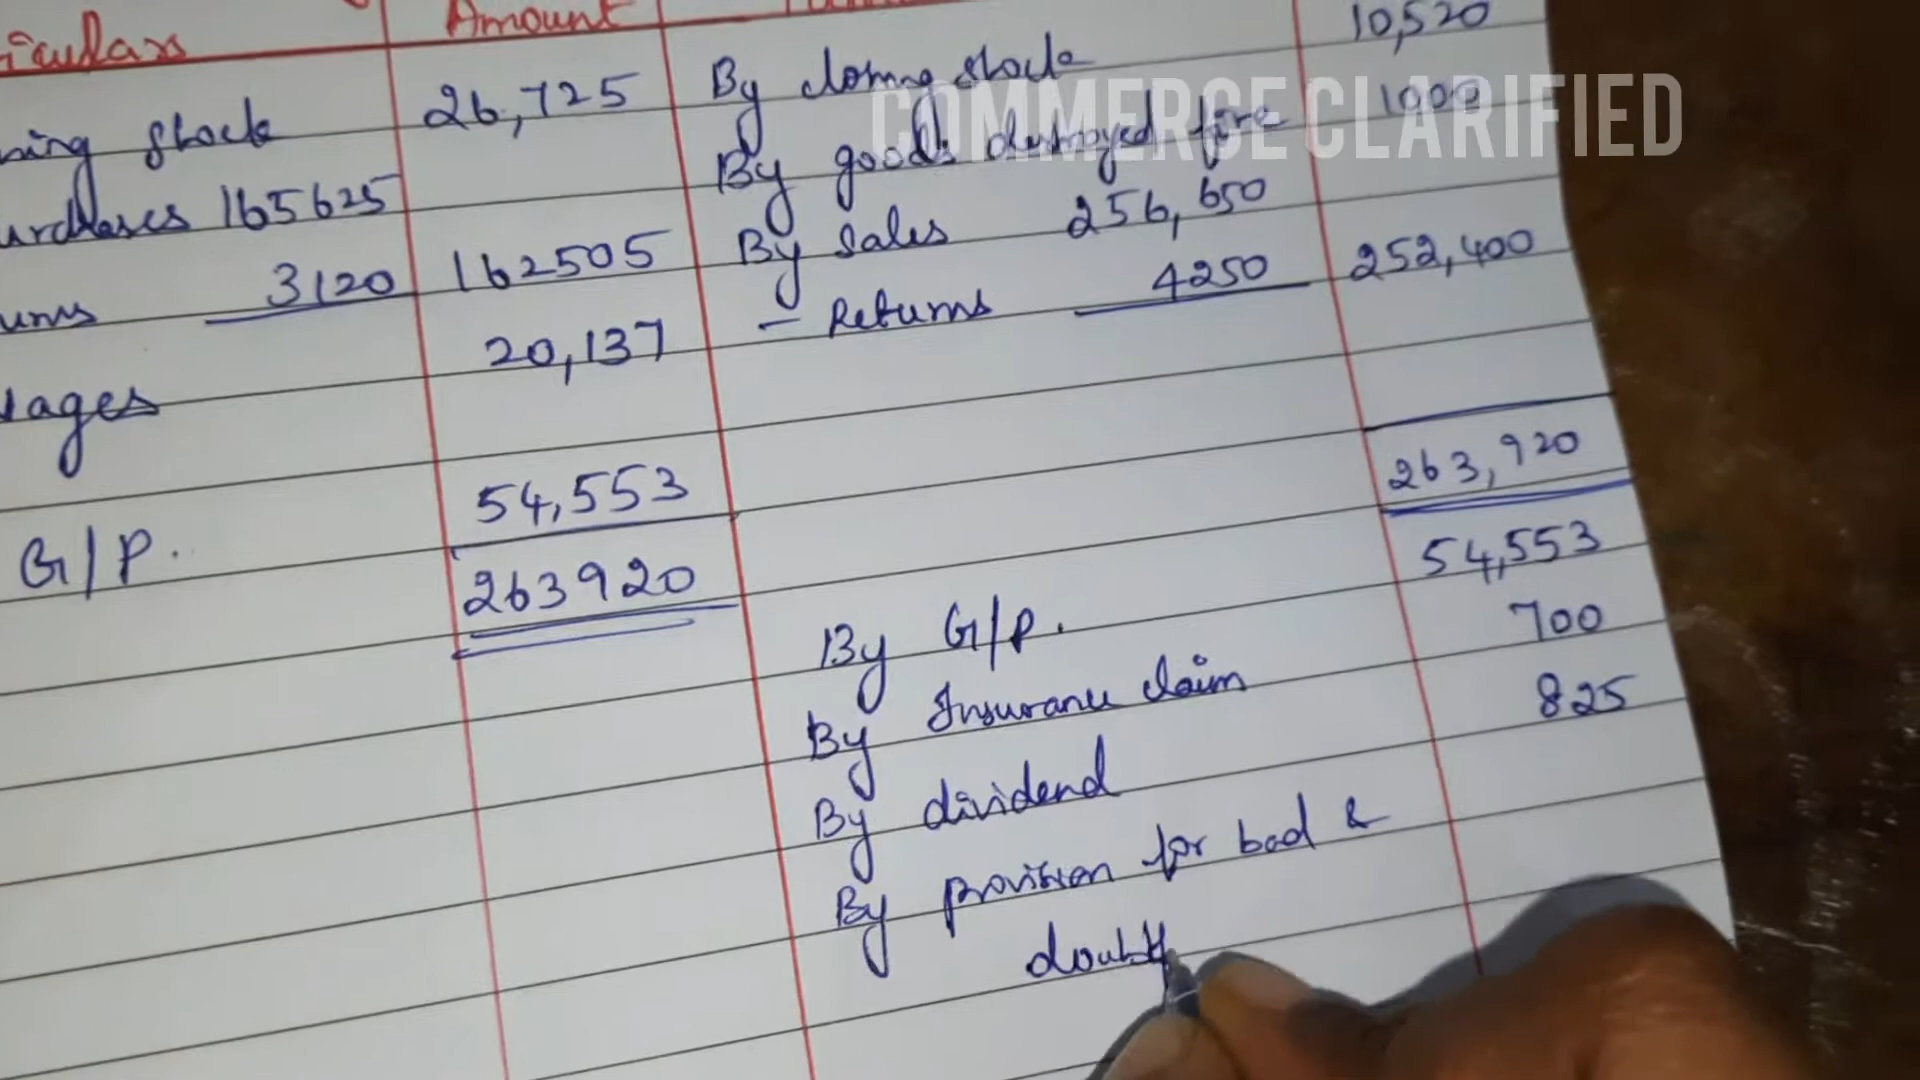 Amount
10,520
26,725 By closing stock
COMMERCE CLARIFIED
stock 1000
By goods destroyed fire
165625
By Sales 256,650
3120 162505 252,400
- Returns 4250
20,137
54,553
263,920
G/P. 263920 54,553
By G/P. 700
By Insurance claim
825
By dividend
By provision for bad &